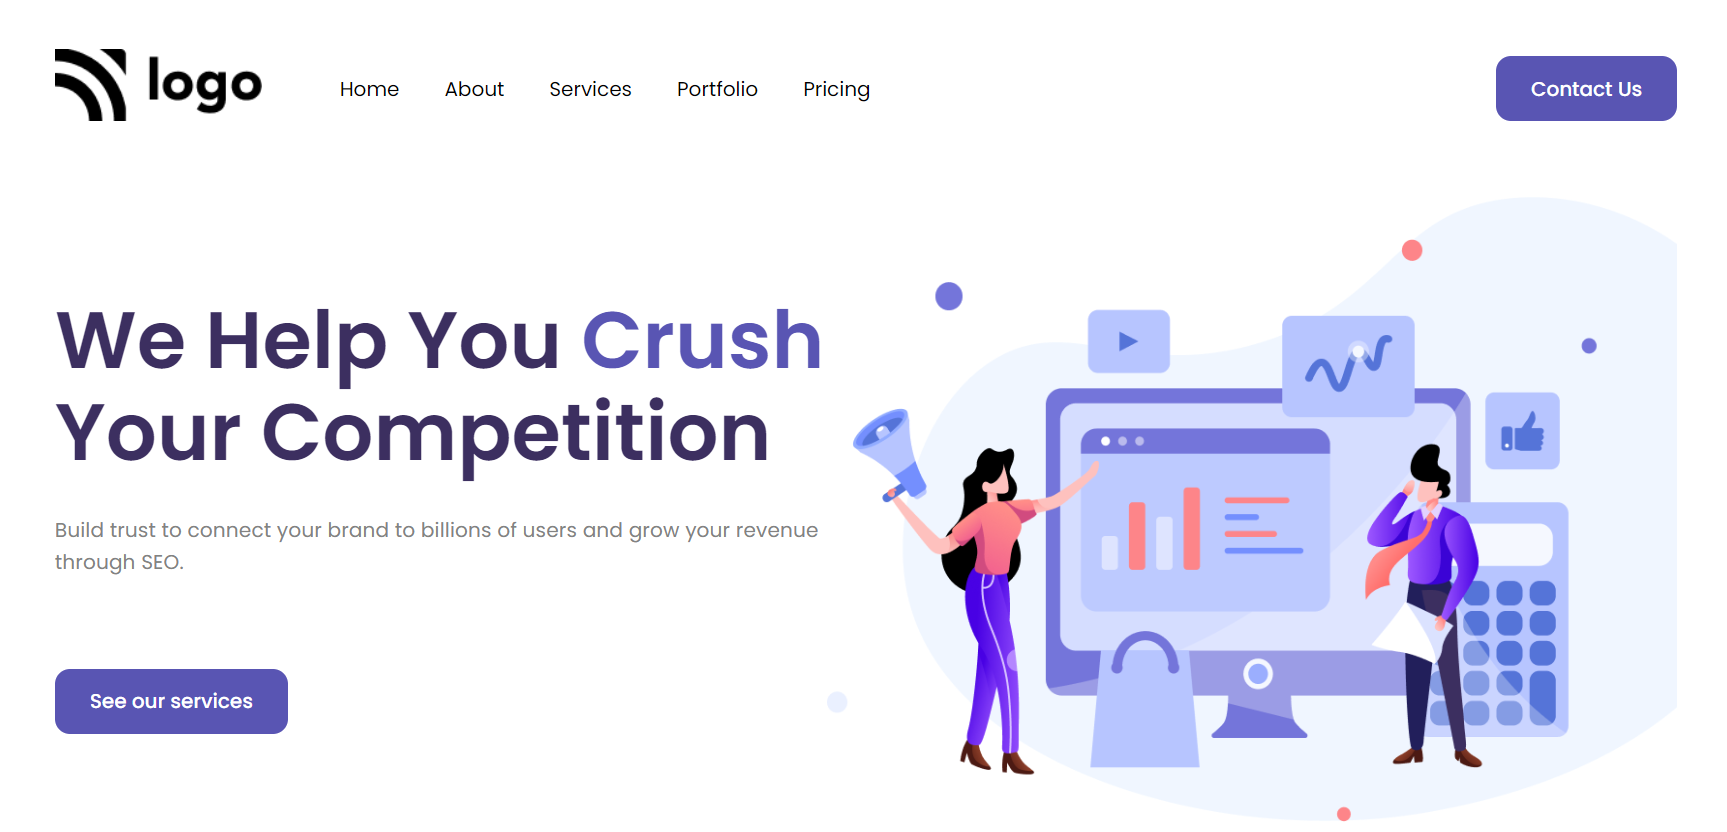 logo
Home About Services Portfolio Pricing
Contact Us
We Help You Crush
Your Competition
Build trust to connect your brand to billions of users and grow your revenue
through SEO.
See our services